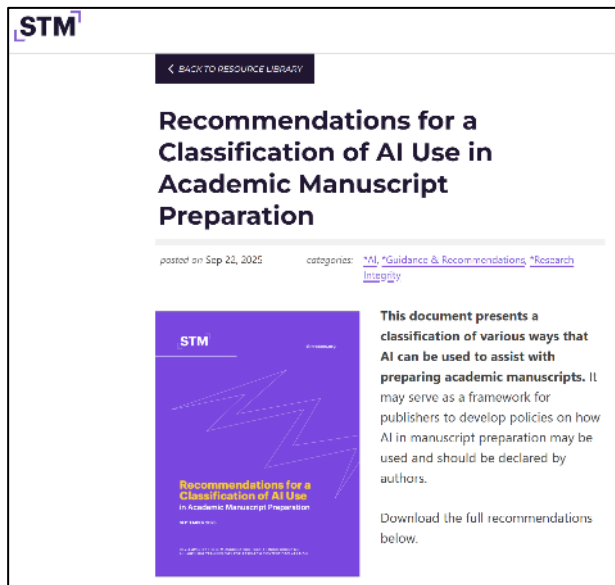 STM
BACK TO RESOURCE LIBRARY
Recommendations for a
Classification of AI Use in
Academic Manuscript
Preparation
posted on Sep 22, 2025 categories: *AI, *Guidance & Recommendations, *Research
Integrity
STM
Recommendations for a
Classification of AI Use
in Academic Manuscript Preparation
SEPTEMBER 2025
This document presents a
classification of various ways that
AI can be used to assist with
preparing academic manuscripts. It
may serve as a framework for
publishers to develop policies on how
AI in manuscript preparation may be
used and should be declared by
authors.
Download the full recommendations
below.